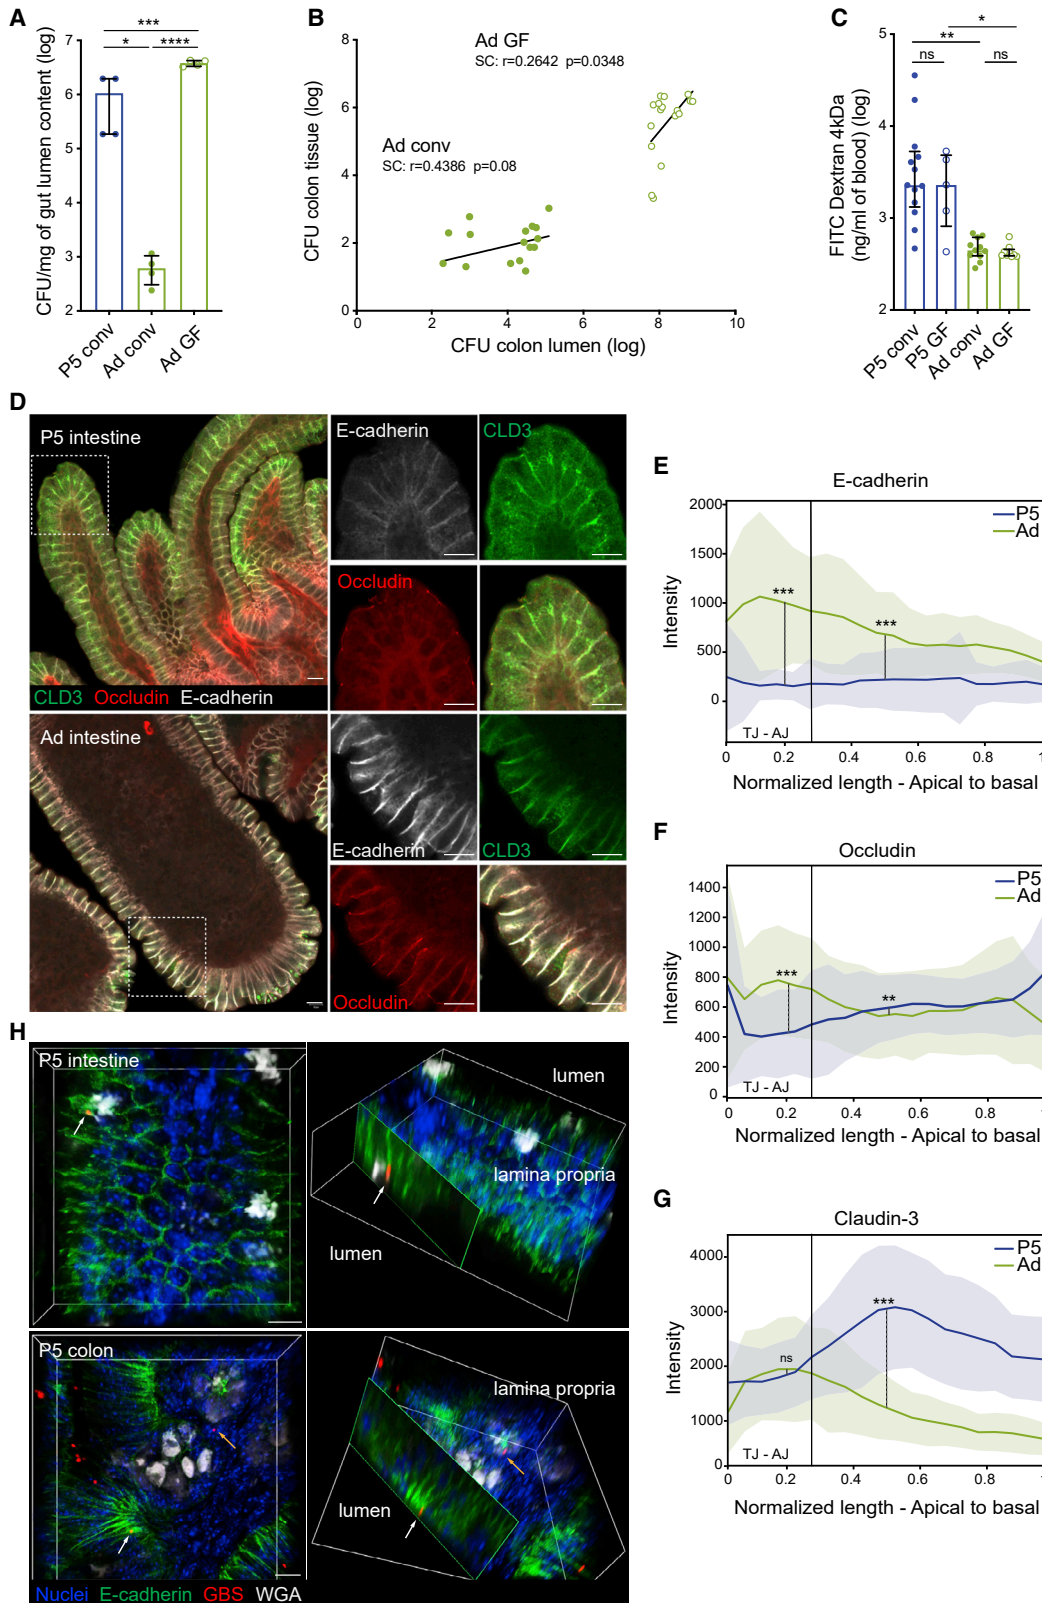 A
***
*
****
CFU/mg of gut lumen content (log)
7
6
5
4
3
2
P5 conv
Ad conv
Ad GF
B
Ad GF
SC: r=0.2642 p=0.0348
Ad conv
SC: r=0.4386 p=0.08
CFU colon tissue (log)
8
6
4
2
0
0
2
4
6
8
10
CFU colon lumen (log)
C
*
**
ns
ns
FITC Dextran 4kDa
(ng/ml of blood) (log)
5
4
3
2
P5 conv
P5 GF
Ad conv
Ad GF
D
P5 intestine
CLD3 Occludin E-cadherin
E-cadherin
CLD3
Occludin
Ad intestine
E-cadherin
CLD3
Occludin
E
E-cadherin
P5
Ad
Intensity
2000
1500
1000
500
0
***
***
TJ - AJ
0 0.2 0.4 0.6 0.8 1
Normalized length - Apical to basal
F
Occludin
P5
Ad
Intensity
1400
1200
1000
800
600
400
200
0
***
**
TJ - AJ
0 0.2 0.4 0.6 0.8 1
Normalized length - Apical to basal
G
Claudin-3
P5
Ad
Intensity
4000
3000
2000
1000
0
ns
***
TJ - AJ
0 0.2 0.4 0.6 0.8 1
Normalized length - Apical to basal
H
P5 intestine
lumen
lamina propria
lumen
P5 colon
lamina propria
lumen
Nuclei E-cadherin GBS WGA